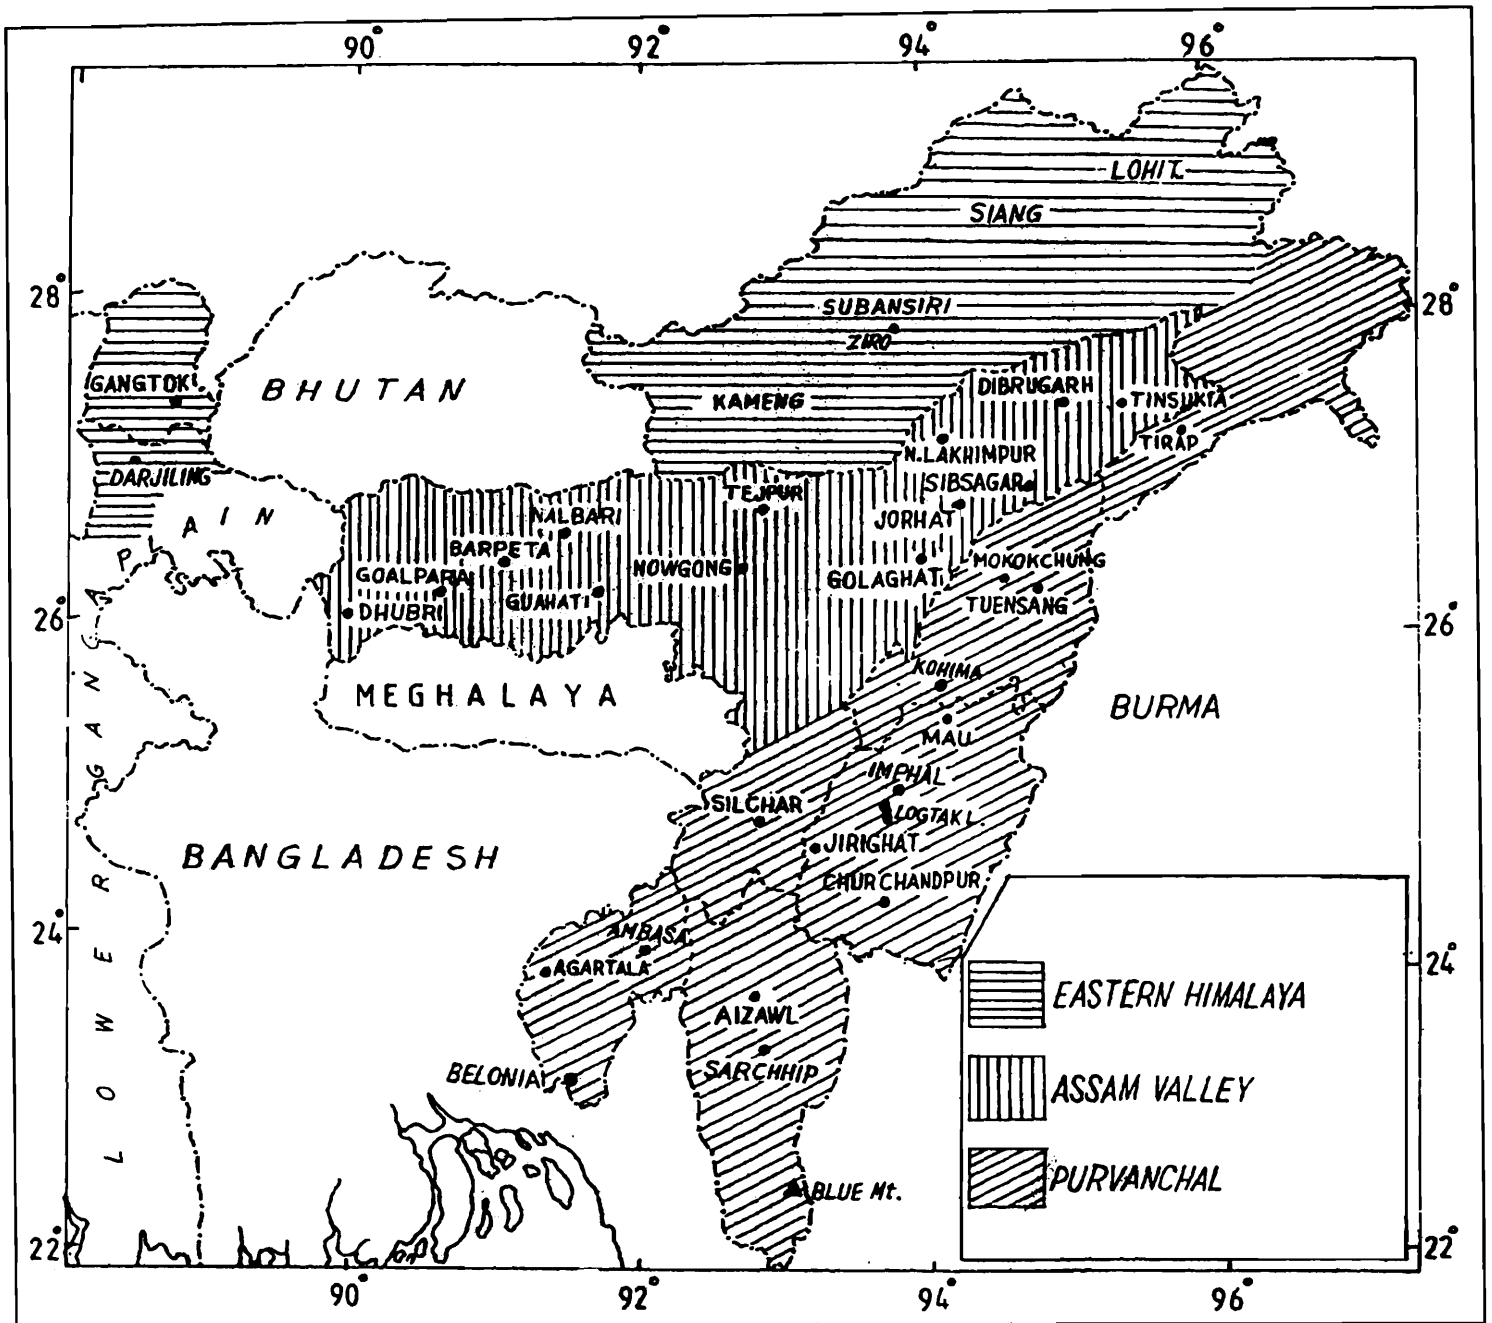 90° 92° 94° 96°
LOHIT
SIANG
28° 28°
SUBANSIRI
ZIRO
GANGTOK
BHUTAN
KAMENG
DIBRUGARH
TINSUKIA
TIRAP
N.LAKHIMPUR
DARJILING
SIBSAGAR
TEJPUR
JORHAT
NALBARI
BARPETA
MOKOKCHUNG
NOWGONG
GOALPARA
GOLAGHAT
GUAHATI
TUENSANG
DHUBRI
26° 26°
LOWER GANGA PLAIN
KOHIMA
MEGHALAYA
BURMA
MAU
IMPHAL
SILCHAR
LOGTAK L.
JIRIGHAT
BANGLADESH
CHURCHANDPUR
24° 24°
AMBASA
AGARTALA
EASTERN HIMALAYA
AIZAWL
SARCHHIP
BELONIA
ASSAM VALLEY
PURVANCHAL
BLUE Mt.
22° 22°
90° 92° 94° 96°